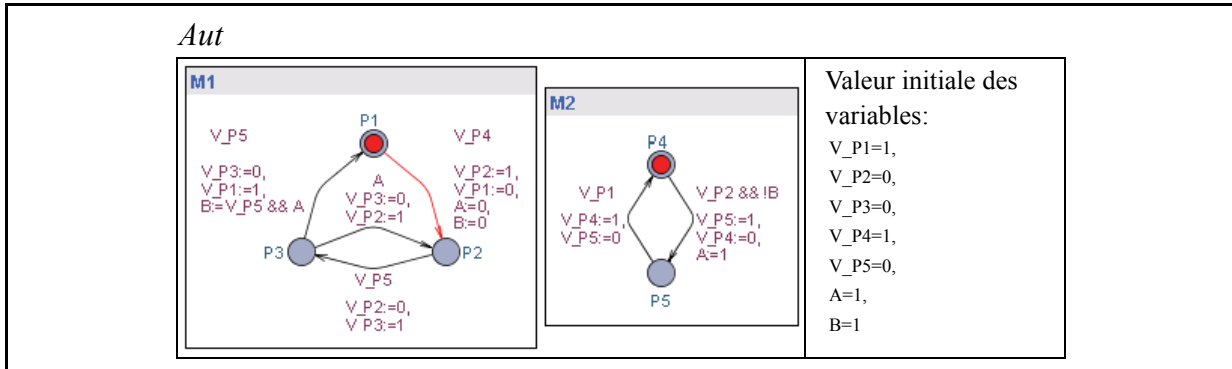 Aut
M1
P1
V_P5
V_P3:=0,
V_P1:=1,
B:=V_P5 && A
V_P4
V_P2:=1,
V_P1:=0,
A:=0,
B:=0
A
V_P3:=0,
V_P2:=1
P3
P2
V_P5
V_P2:=0,
V_P3:=1
M2
P4
V_P1
V_P4:=1,
V_P5:=0
V_P2 && !B
V_P5:=1,
V_P4:=0,
A:=1
P5
Valeur initiale des
variables:
V_P1=1,
V_P2=0,
V_P3=0,
V_P4=1,
V_P5=0,
A=1,
B=1